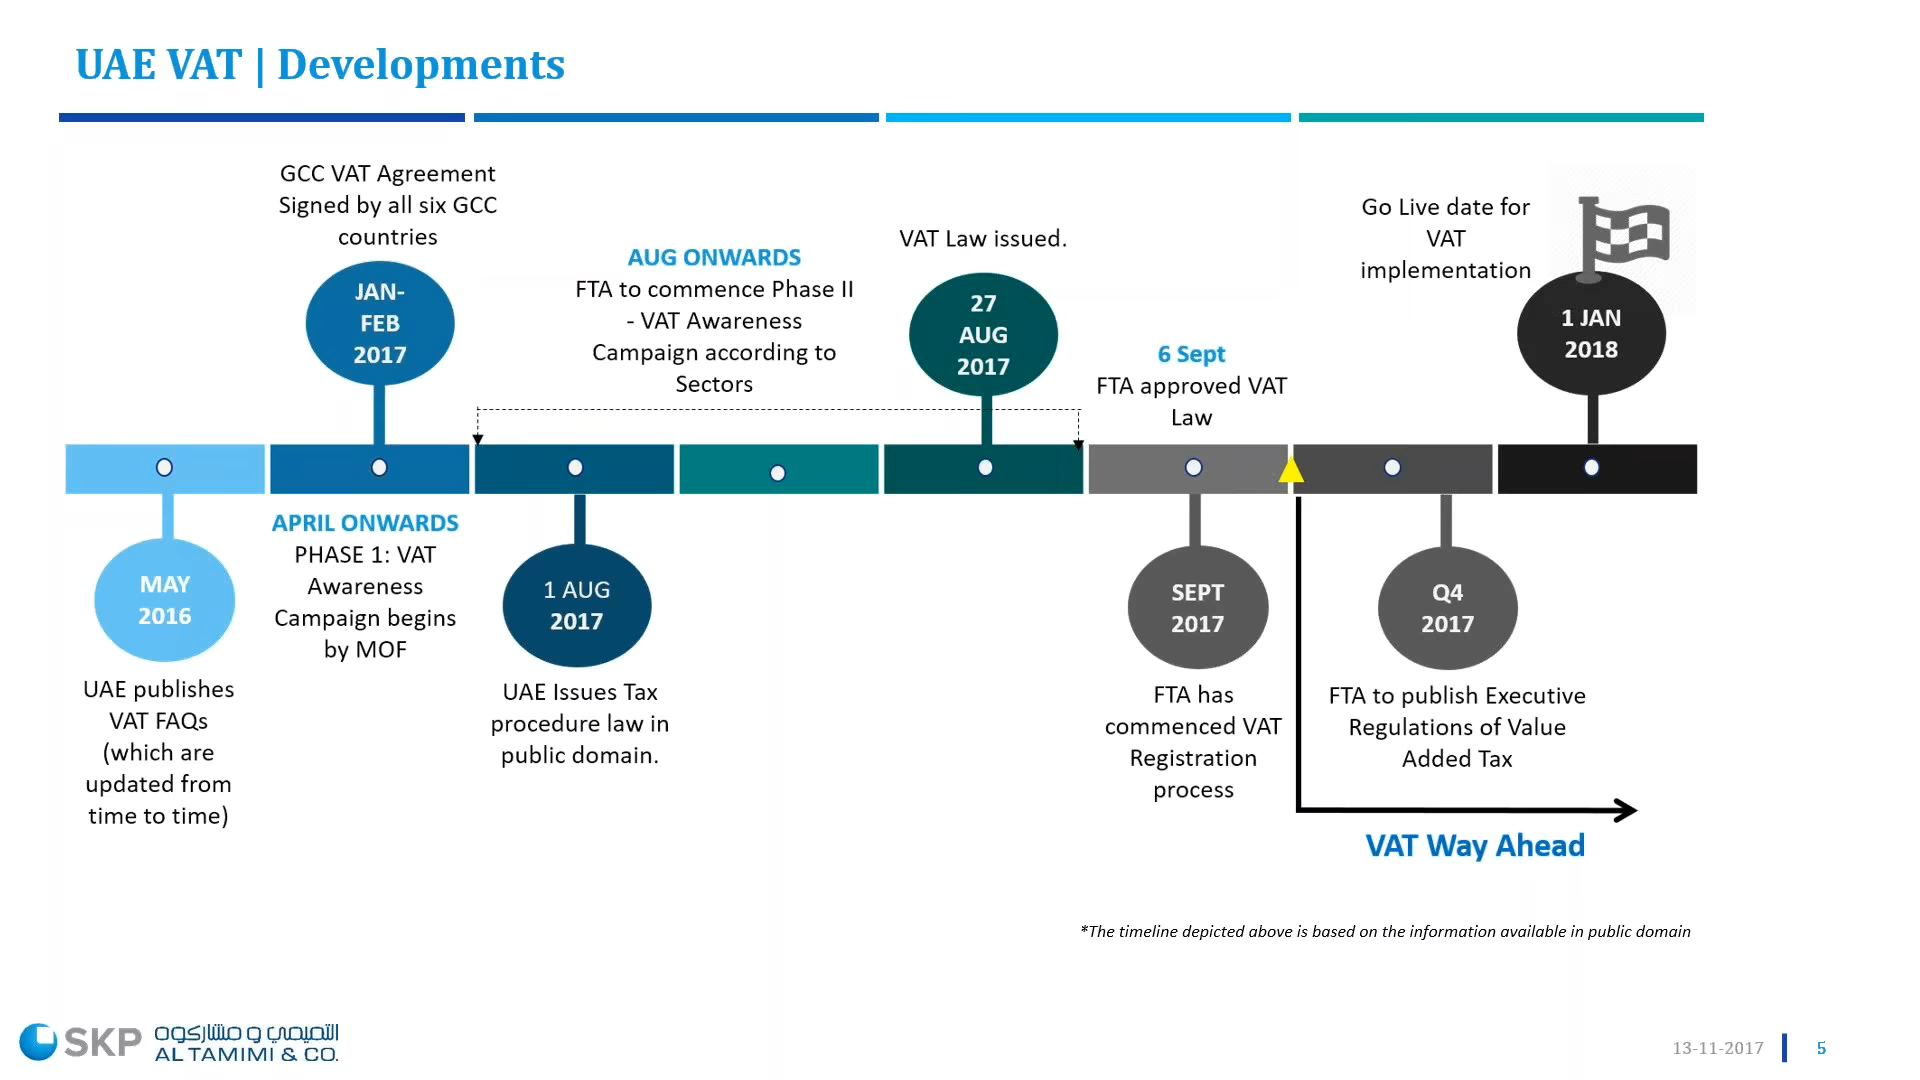 UAE VAT | Developments
GCC VAT Agreement
Signed by all six GCC
countries
JAN-
FEB
2017
AUG ONWARDS
FTA to commence Phase II
- VAT Awareness
Campaign according to
Sectors
VAT Law issued.
27
AUG
2017
6 Sept
FTA approved VAT
Law
Go Live date for
VAT
implementation
1 JAN
2018
MAY
2016
UAE publishes
VAT FAQs
(which are
updated from
time to time)
APRIL ONWARDS
PHASE 1: VAT
Awareness
Campaign begins
by MOF
1 AUG
2017
UAE Issues Tax
procedure law in
public domain.
SEPT
2017
FTA has
commenced VAT
Registration
process
Q4
2017
FTA to publish Executive
Regulations of Value
Added Tax
VAT Way Ahead
*The timeline depicted above is based on the information available in public domain
SKP
التميمي و مشاركوه
AL TAMIMI & CO.
13-11-2017
5